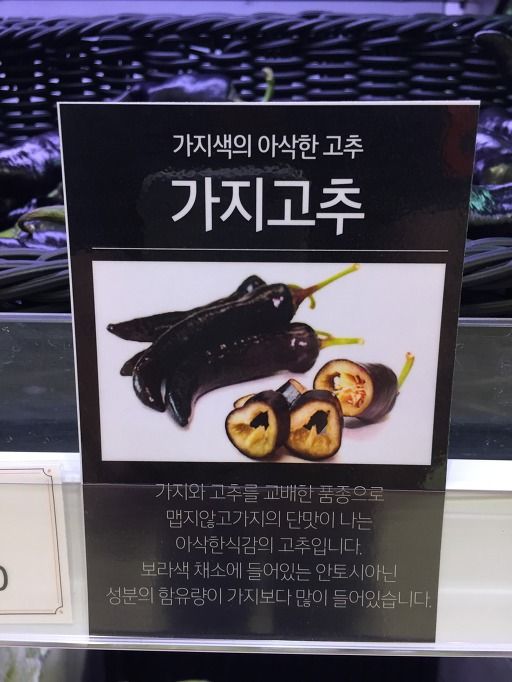 가지색의 아삭한 고추
가지고추
가지와 고추를 교배한 품종으로
맵지않고가지의 단맛이 나는
아삭한식감의 고추입니다.
보라색 채소에 들어있는 안토시아닌
성분의 함유량이 가지보다 많이 들어있습니다.
0